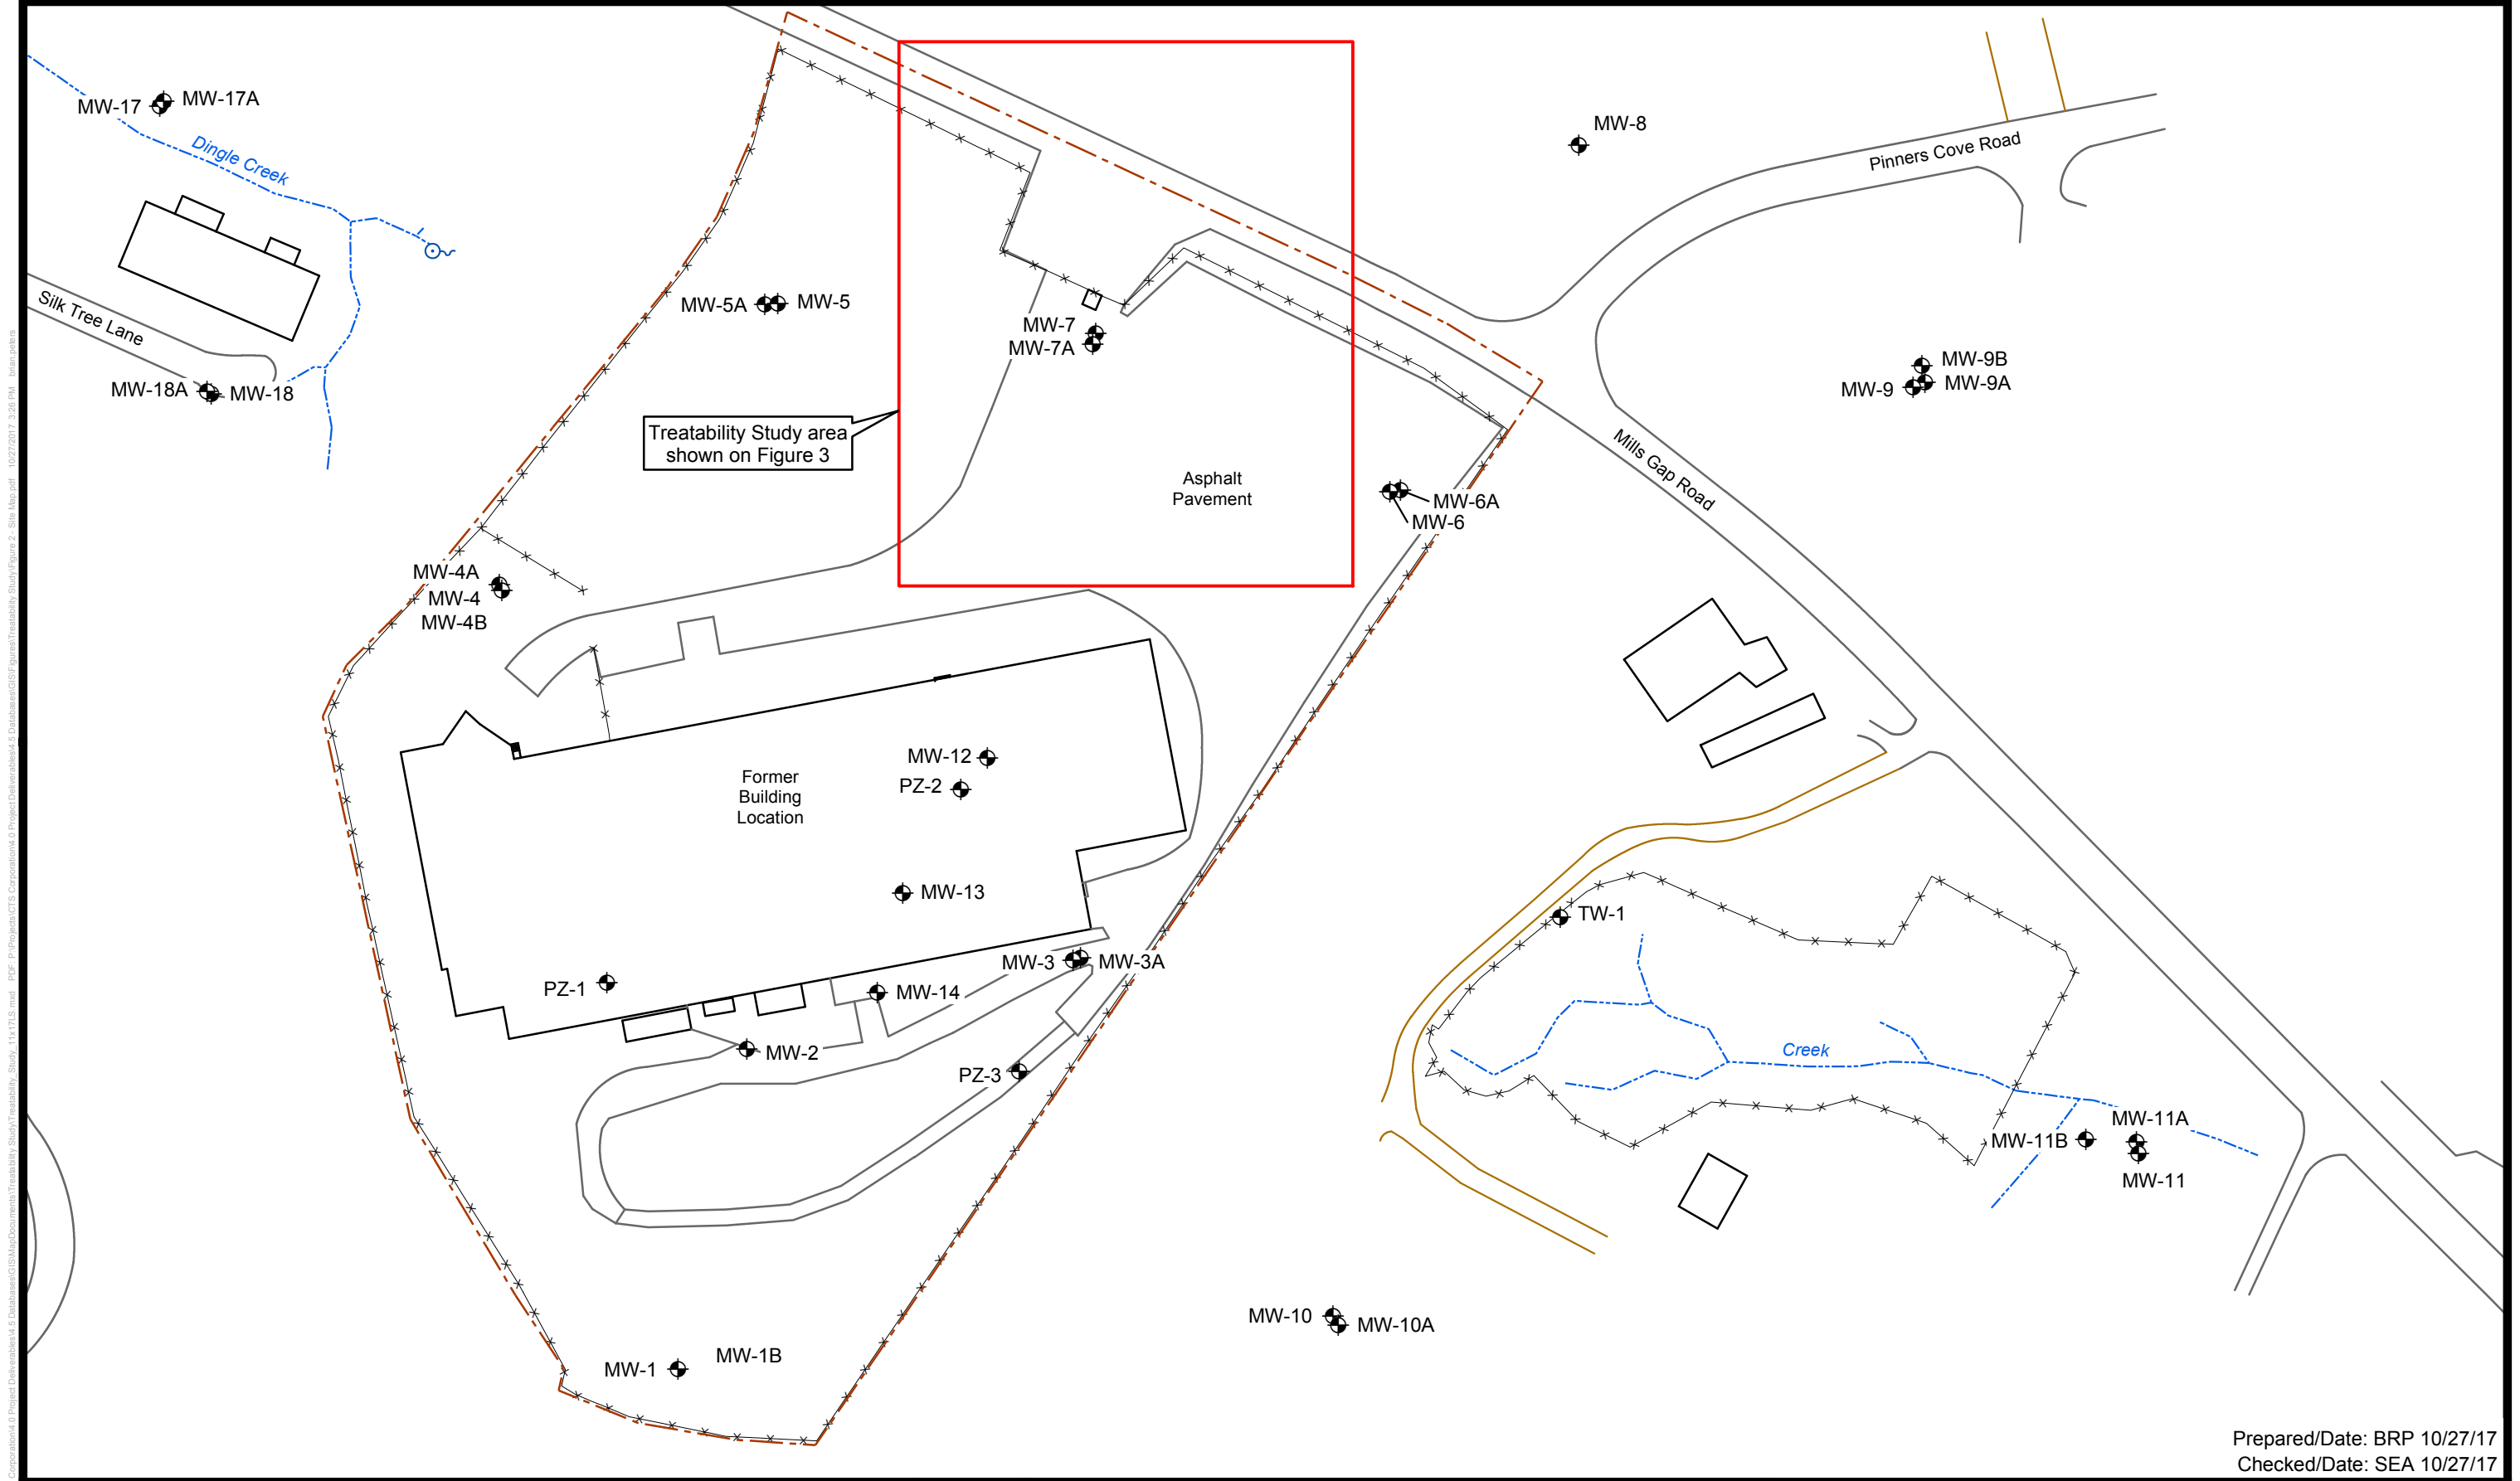 MW-17
MW-17A
Dingle Creek
Silk Tree Lane
MW-18A
MW-18
MW-5A
MW-5
MW-7
MW-7A
MW-8
Pinners Cove Road
MW-9B
MW-9
MW-9A
Treatability Study area
shown on Figure 3
Asphalt
Pavement
Mills Gap Road
MW-6A
MW-6
MW-4A
MW-4
MW-4B
Former
Building
Location
MW-12
PZ-2
MW-13
TW-1
MW-3
MW-3A
PZ-1
MW-14
MW-2
PZ-3
Creek
MW-11A
MW-11B
MW-11
MW-10
MW-10A
MW-1
MW-1B
Prepared/Date: BRP 10/27/17
Checked/Date: SEA 10/27/17